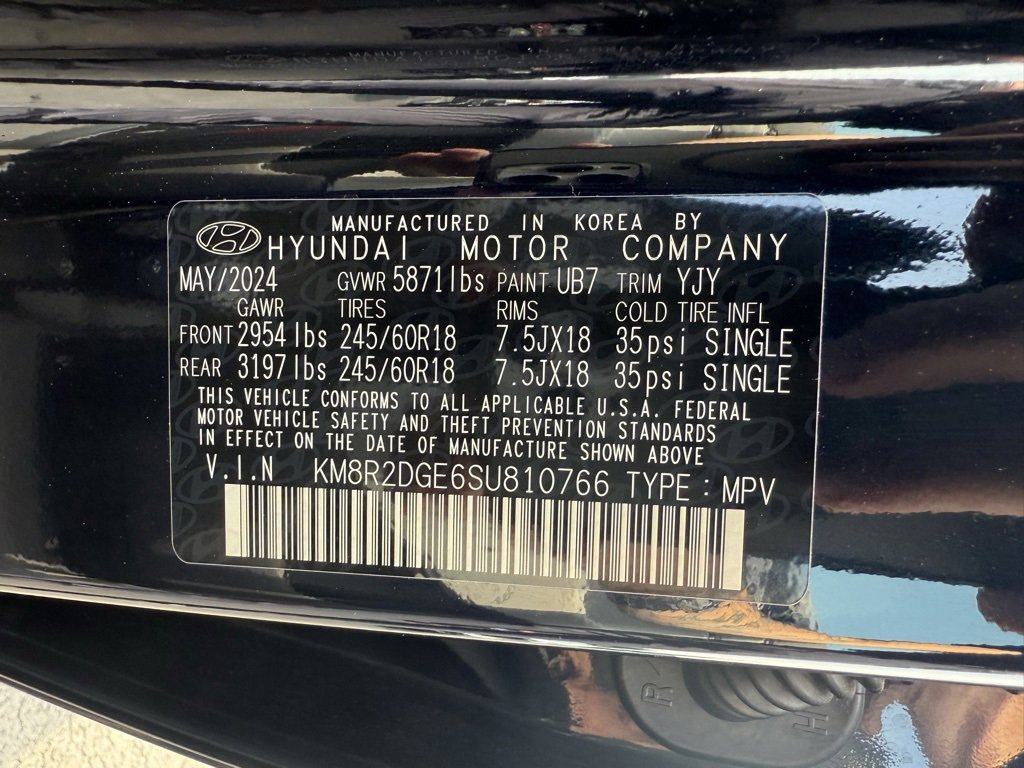 MANUFACTURED IN KOREA BY
HYUNDAI MOTOR COMPANY
MAY/2024 GVWR 5871lbs PAINT UB7 TRIM YJY
GAWR TIRES RIMS COLD TIRE INFL
FRONT 2954lbs 245/60R18 7.5JX18 35psi SINGLE
REAR 3197lbs 245/60R18 7.5JX18 35psi SINGLE
THIS VEHICLE CONFORMS TO ALL APPLICABLE U.S.A. FEDERAL
MOTOR VEHICLE SAFETY AND THEFT PREVENTION STANDARDS
IN EFFECT ON THE DATE OF MANUFACTURE SHOWN ABOVE
V.I.N KM8R2DGE6SU810766 TYPE : MPV
R
H